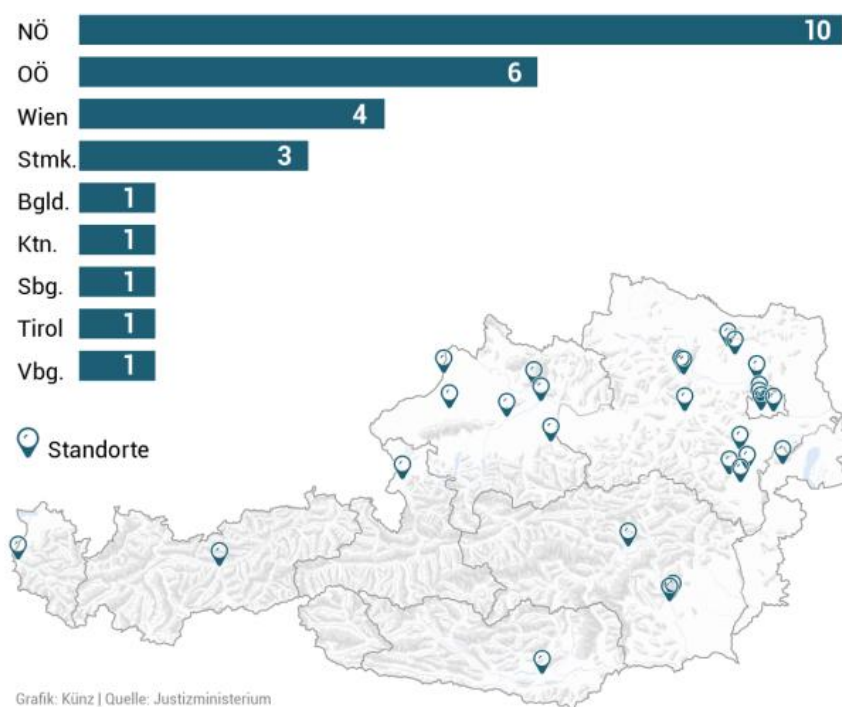 NÖ 10
OÖ 6
Wien 4
Stmk. 3
Bgld. 1
Ktn. 1
Sbg. 1
Tirol 1
Vbg. 1
Standorte
Grafik: Künz | Quelle: Justizministerium